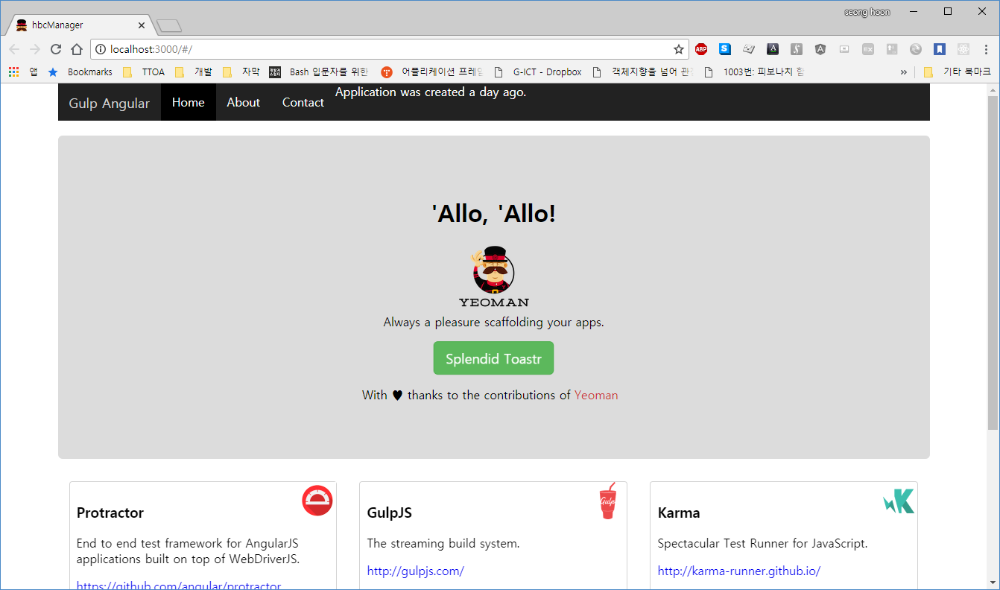 seong hoon
hbcManager
localhost:3000/#/
ABP
앱
Bookmarks
TTOA
개발
자막
Bash 입문자를 위한
어플리케이션 프레임
G-ICT - Dropbox
객체지향을 넘어 관
1003번: 피보나치 함
»
기타 북마크
Gulp Angular
Home
About
Contact
Application was created a day ago.
'Allo, 'Allo!
YEOMAN
Always a pleasure scaffolding your apps.
Splendid Toastr
With ♥ thanks to the contributions of Yeoman
Protractor
End to end test framework for AngularJS
applications built on top of WebDriverJS.
https://github.com/angular/protractor
GulpJS
Gulp
The streaming build system.
http://gulpjs.com/
Karma
K
Spectacular Test Runner for JavaScript.
http://karma-runner.github.io/